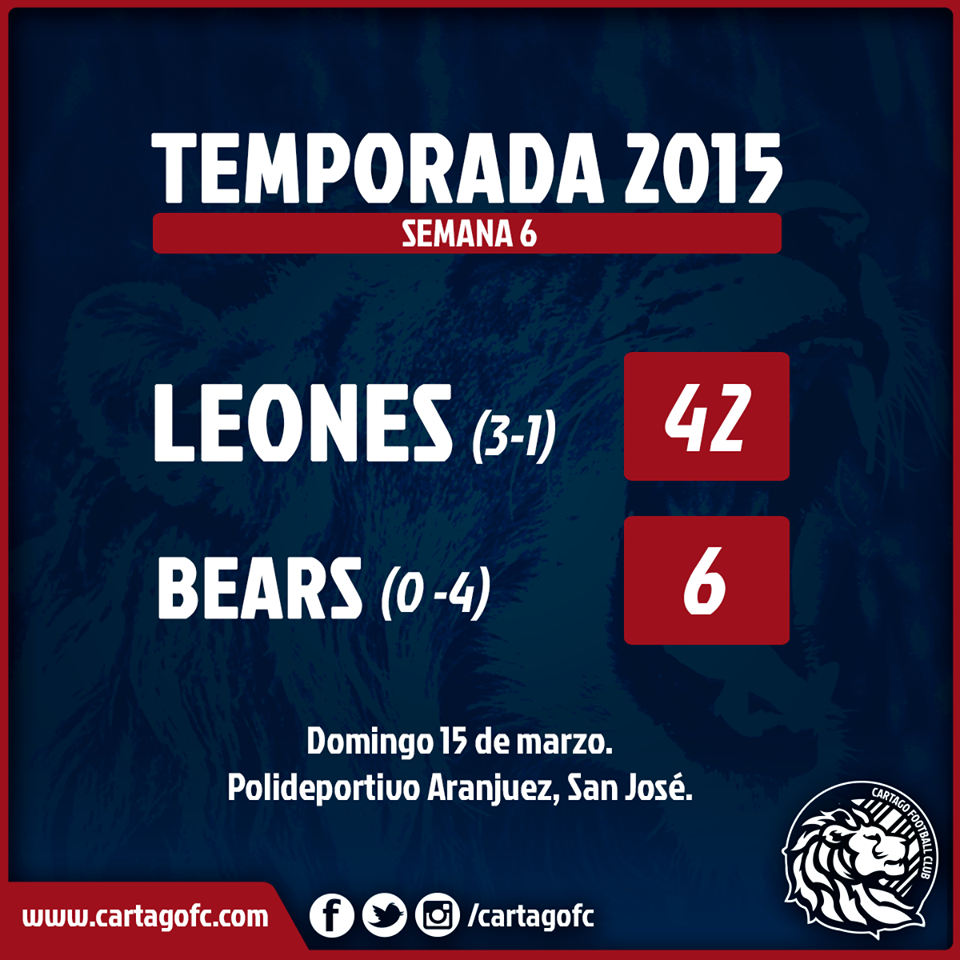 TEMPORADA 2015
SEMANA 6
LEONES (3-1) 42
BEARS (0 -4) 6
Domingo 15 de marzo.
Polideportivo Aranjuez, San José.
CARTAGO FOOTBALL CLUB
www.cartagofc.com /cartagofc